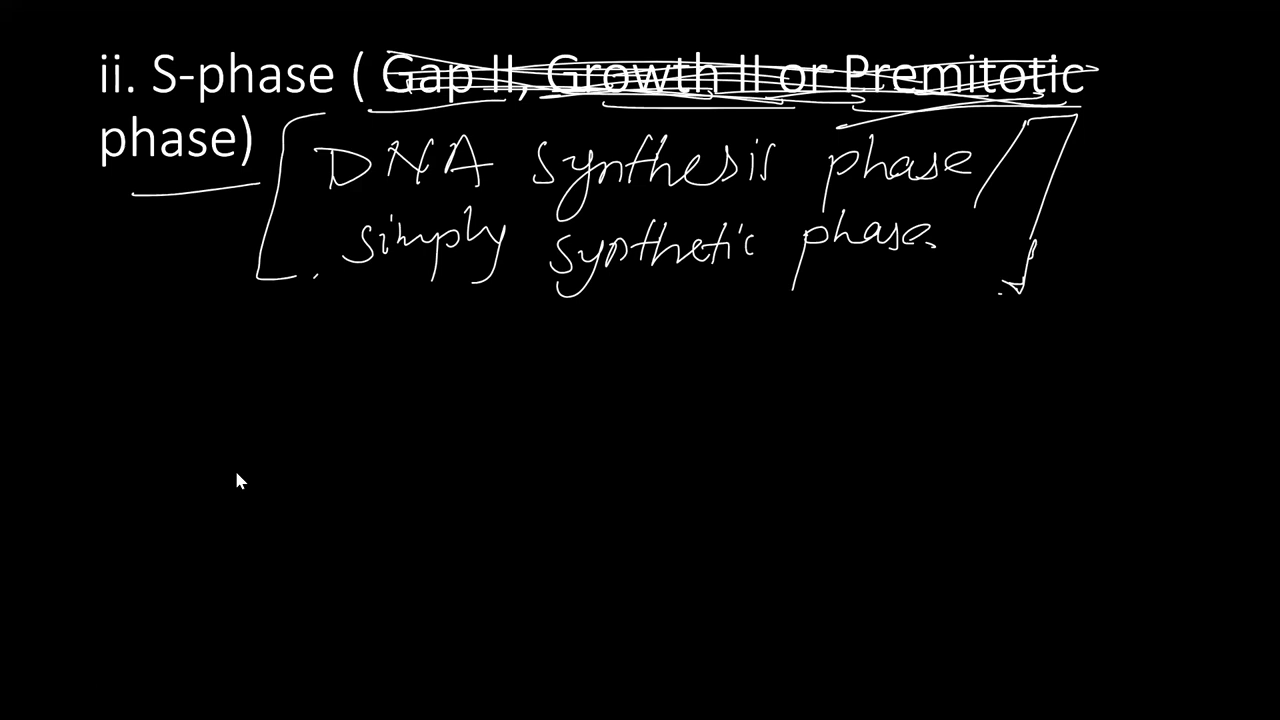 ii. S-phase ( Gap II, Growth II or Premitotic
phase)
DNA synthesis phase/
simply synthetic phase.